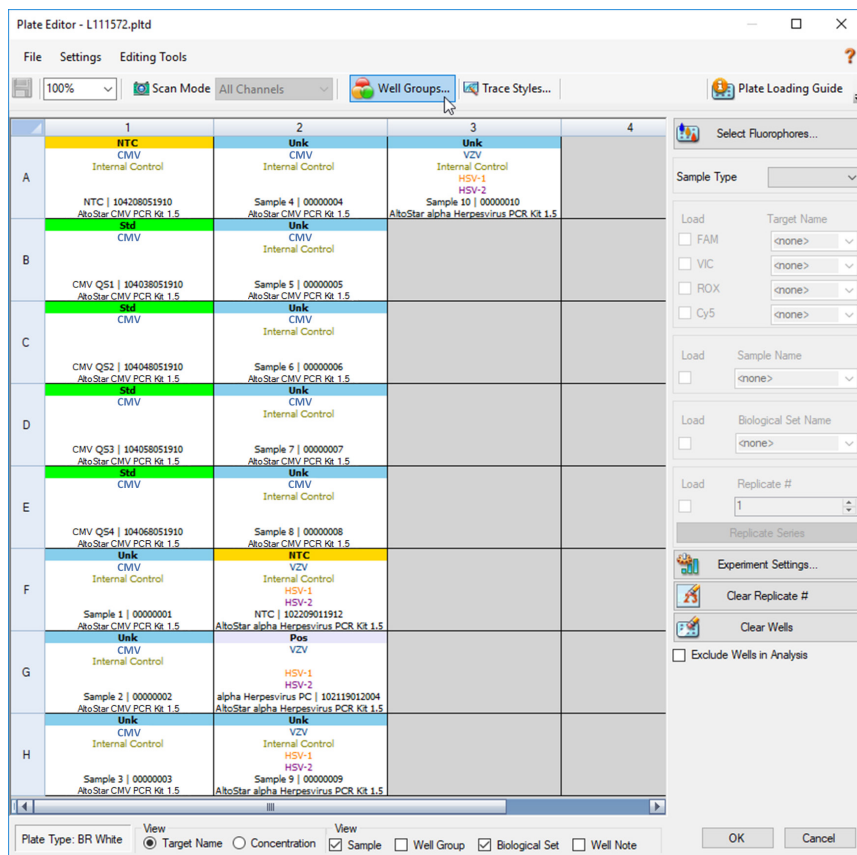 Plate Editor - L111572.pltd
File Settings Editing Tools ?
100% Scan Mode All Channels Well Groups... Trace Styles... Plate Loading Guide
1 2 3 4
A
NTC
CMV
Internal Control
NTC | 104208051910
AltoStar CMV PCR Kit 1.5
Unk
CMV
Internal Control
Sample 4 | 00000004
AltoStar CMV PCR Kit 1.5
Unk
VZV
Internal Control
HSV-1
HSV-2
Sample 10 | 00000010
AltoStar alpha Herpesvirus PCR Kit 1.5
B
Std
CMV
CMV QS1 | 104038051910
AltoStar CMV PCR Kit 1.5
Unk
CMV
Internal Control
Sample 5 | 00000005
AltoStar CMV PCR Kit 1.5
C
Std
CMV
CMV QS2 | 104048051910
AltoStar CMV PCR Kit 1.5
Unk
CMV
Internal Control
Sample 6 | 00000006
AltoStar CMV PCR Kit 1.5
D
Std
CMV
CMV QS3 | 104058051910
AltoStar CMV PCR Kit 1.5
Unk
CMV
Internal Control
Sample 7 | 00000007
AltoStar CMV PCR Kit 1.5
E
Std
CMV
CMV QS4 | 104068051910
AltoStar CMV PCR Kit 1.5
Unk
CMV
Internal Control
Sample 8 | 00000008
AltoStar CMV PCR Kit 1.5
F
Unk
CMV
Internal Control
Sample 1 | 00000001
AltoStar CMV PCR Kit 1.5
NTC
VZV
Internal Control
HSV-1
HSV-2
NTC | 102209011912
AltoStar alpha Herpesvirus PCR Kit 1.5
G
Unk
CMV
Internal Control
Sample 2 | 00000002
AltoStar CMV PCR Kit 1.5
Pos
VZV
HSV-1
HSV-2
alpha Herpesvirus PC | 102119012004
AltoStar alpha Herpesvirus PCR Kit 1.5
H
Unk
CMV
Internal Control
Sample 3 | 00000003
AltoStar CMV PCR Kit 1.5
Unk
VZV
Internal Control
HSV-1
HSV-2
Sample 9 | 00000009
AltoStar alpha Herpesvirus PCR Kit 1.5
Select Fluorophores...
Sample Type
Load Target Name
FAM <none>
VIC <none>
ROX <none>
Cy5 <none>
Load Sample Name
<none>
Load Biological Set Name
<none>
Load Replicate #
1
Replicate Series
Experiment Settings...
Clear Replicate #
Clear Wells
Exclude Wells in Analysis
Plate Type: BR White
View
Target Name Concentration
View
Sample Well Group Biological Set Well Note
OK Cancel